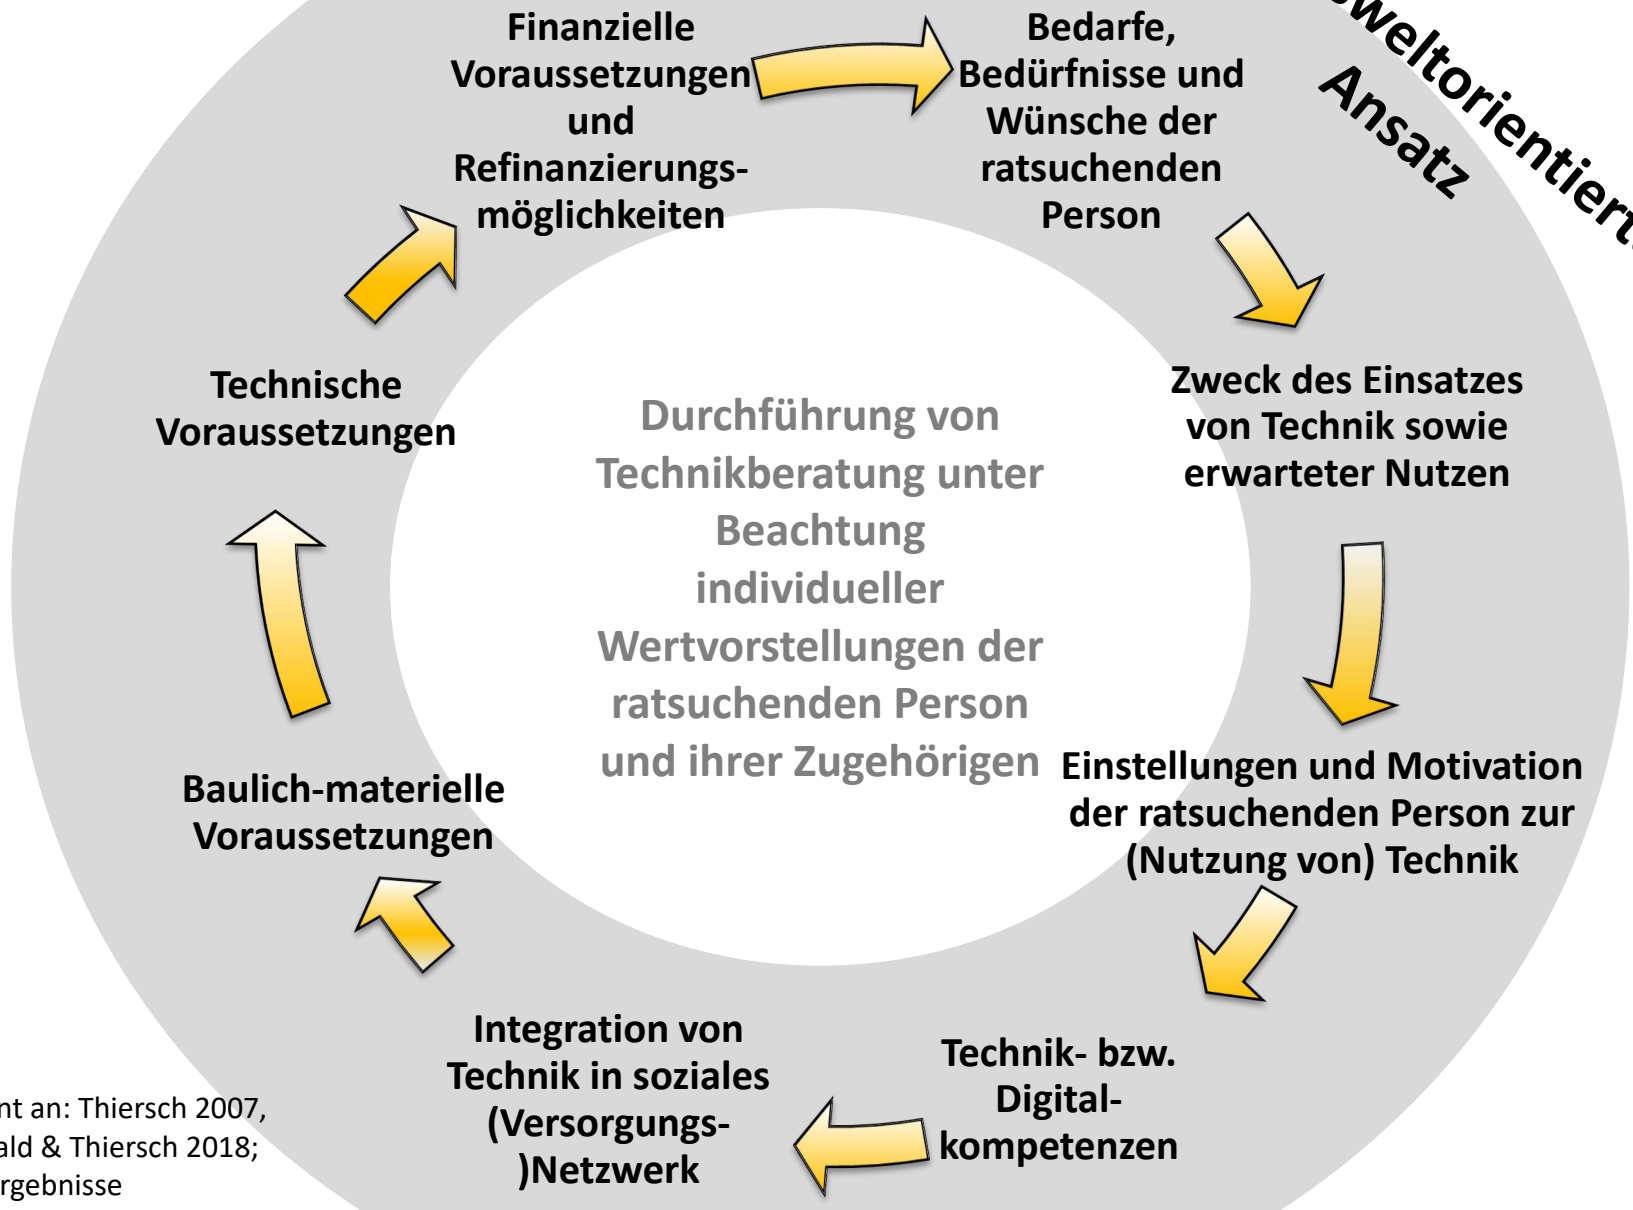 Finanzielle
Voraussetzungen
und
Refinanzierungs-
möglichkeiten
Bedarfe,
Bedürfnisse und
Wünsche der
ratsuchenden
Person
Ansatz
Zweck des Einsatzes
von Technik sowie
erwarteter Nutzen
Einstellungen und Motivation
der ratsuchenden Person zur
(Nutzung von) Technik
Technik- bzw.
Digital-
kompetenzen
Integration von
Technik in soziales
(Versorgungs-
)Netzwerk
Baulich-materielle
Voraussetzungen
Technische
Voraussetzungen
Durchführung von
Technikberatung unter
Beachtung
individueller
Wertvorstellungen der
ratsuchenden Person
und ihrer Zugehörigen
an: Thiersch 2007,
& Thiersch 2018;